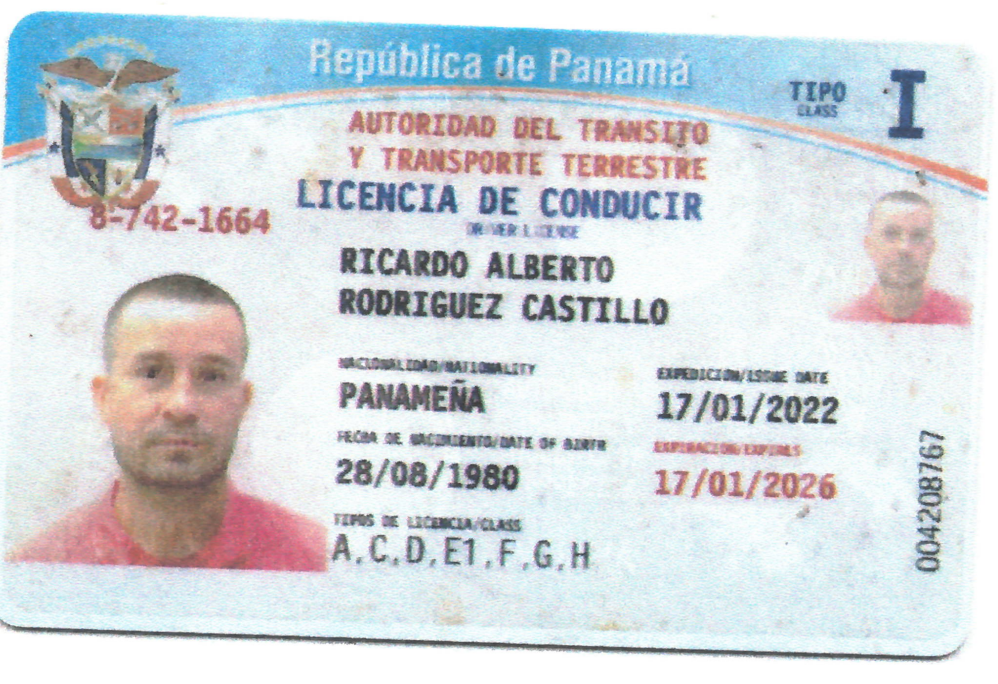 República de Panamá
TIPO
CLASS
I
AUTORIDAD DEL TRANSITO
Y TRANSPORTE TERRESTRE
LICENCIA DE CONDUCIR
DRIVER LICENSE
8-742-1664
RICARDO ALBERTO
RODRIGUEZ CASTILLO
NACIONALIDAD/NATIONALITY
PANAMEÑA
EXPEDICION/ISSUE DATE
17/01/2022
FECHA DE NACIMIENTO/DATE OF BIRTH
28/08/1980
EXPIRACION/EXPIRES
17/01/2026
TIPOS DE LICENCIA/CLASS
A,C,D,E1,F,G,H
004208767